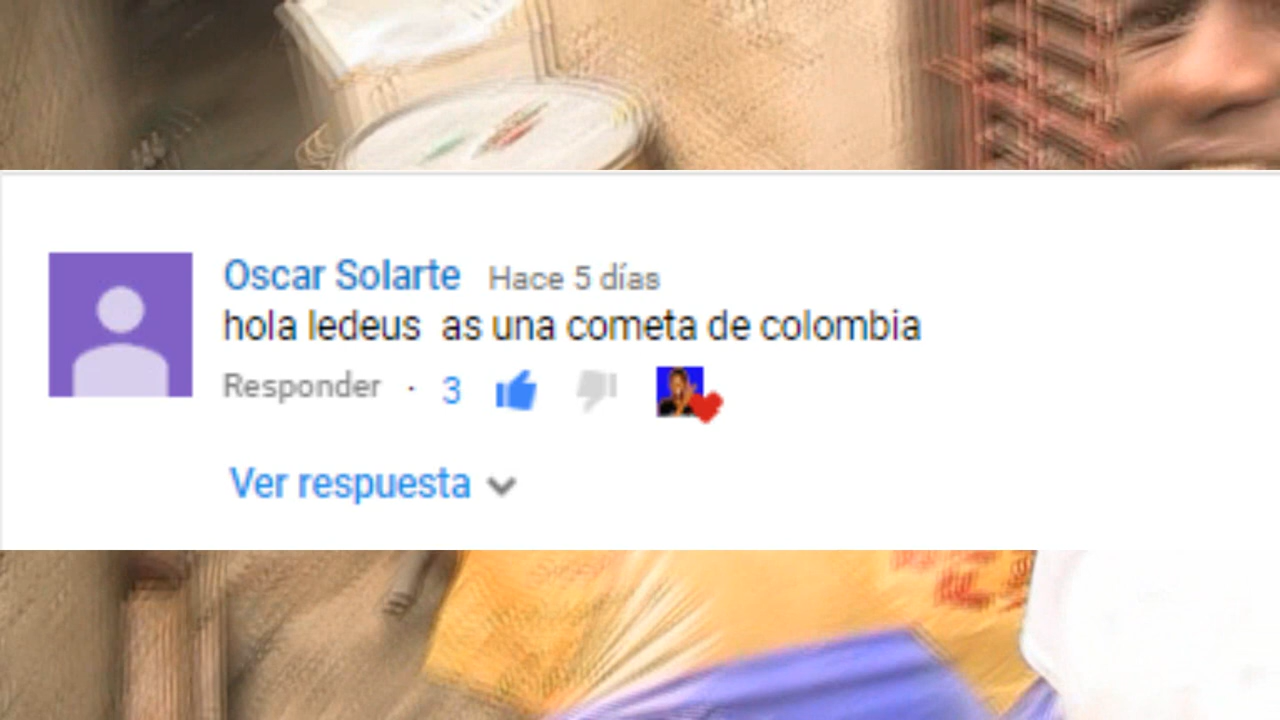 Oscar Solarte Hace 5 días
hola ledeus as una cometa de colombia
Responder · 3
Ver respuesta